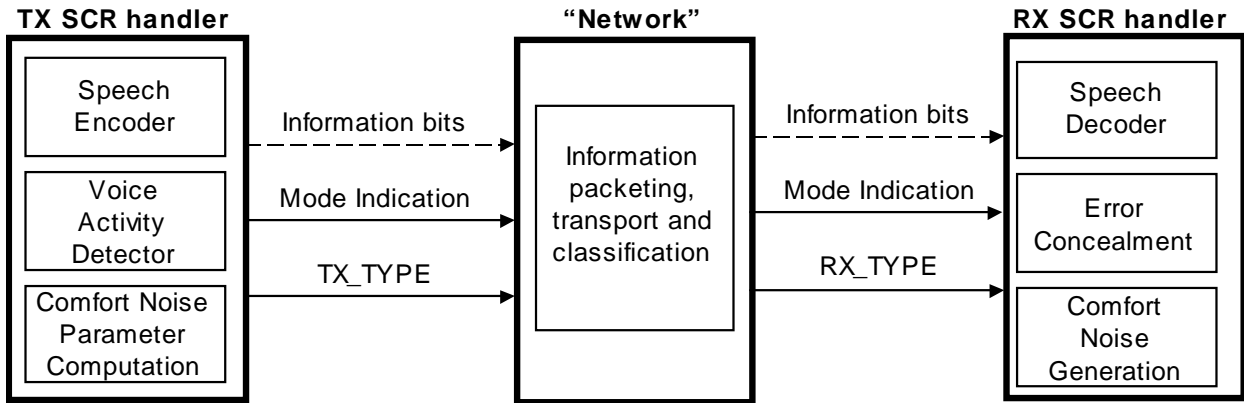 TX SCR handler
Speech
Encoder
Voice
Activity
Detector
Comfort Noise
Parameter
Computation
Information bits
Mode Indication
TX_TYPE
“Network”
Information
packeting,
transport and
classification
Information bits
Mode Indication
RX_TYPE
RX SCR handler
Speech
Decoder
Error
Concealment
Comfort
Noise
Generation